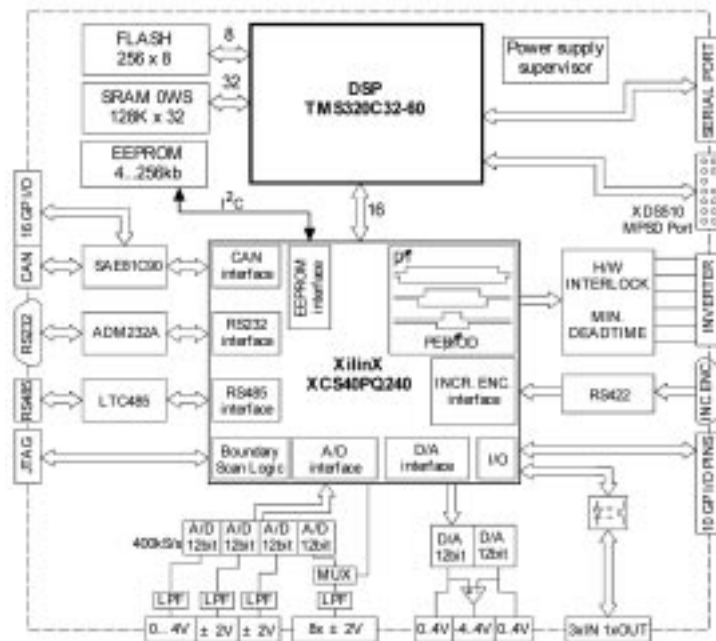 FLASH
256 x 8
8
SRAM 0WS
128K x 32
32
EEPROM
4...256kb
I²C
DSP
TMS320C32-60
Power supply
supervisor
SERIAL PORT
XDS510
MPSD Port
16
16 GP I/O
CAN
RS232
RS485
JTAG
SAE81C90
ADM232A
LTC485
CAN
interface
EEPROM
interface
RS232
interface
RS485
interface
Boundary
Scan Logic
A/D
interface
D/A
interface
I/O
PERIOD
XilinX
XCS40PQ240
INCR. ENC.
interface
H/W
INTERLOCK
MIN.
DEADTIME
INVERTER
RS422
INC ENC
10 GP I/O PINS
400kS/s
A/D
12bit
A/D
12bit
A/D
12bit
A/D
12bit
MUX
LPF
LPF
LPF
LPF
0...4V
± 2V
± 2V
8x ± 2V
D/A
12bit
D/A
12bit
0..4V
-4..4V
0..4V
3xIN 1xOUT